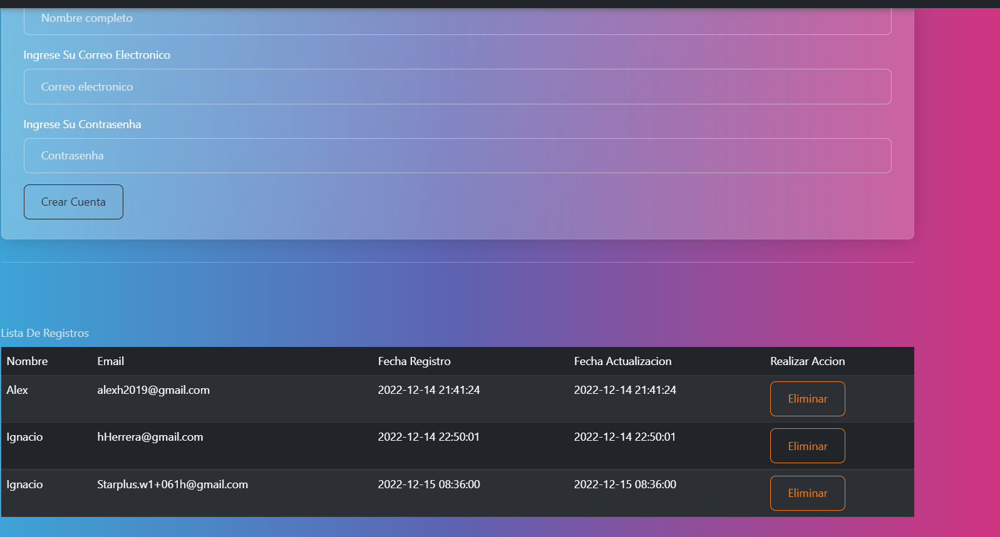 Nombre completo
Ingrese Su Correo Electronico
Correo electronico
Ingrese Su Contrasenha
Contrasenha
Crear Cuenta
Lista De Registros
Nombre Email Fecha Registro Fecha Actualizacion Realizar Accion
Alex alexh2019@gmail.com 2022-12-14 21:41:24 2022-12-14 21:41:24 Eliminar
Ignacio hHerrera@gmail.com 2022-12-14 22:50:01 2022-12-14 22:50:01 Eliminar
Ignacio Starplus.w1+061h@gmail.com 2022-12-15 08:36:00 2022-12-15 08:36:00 Eliminar